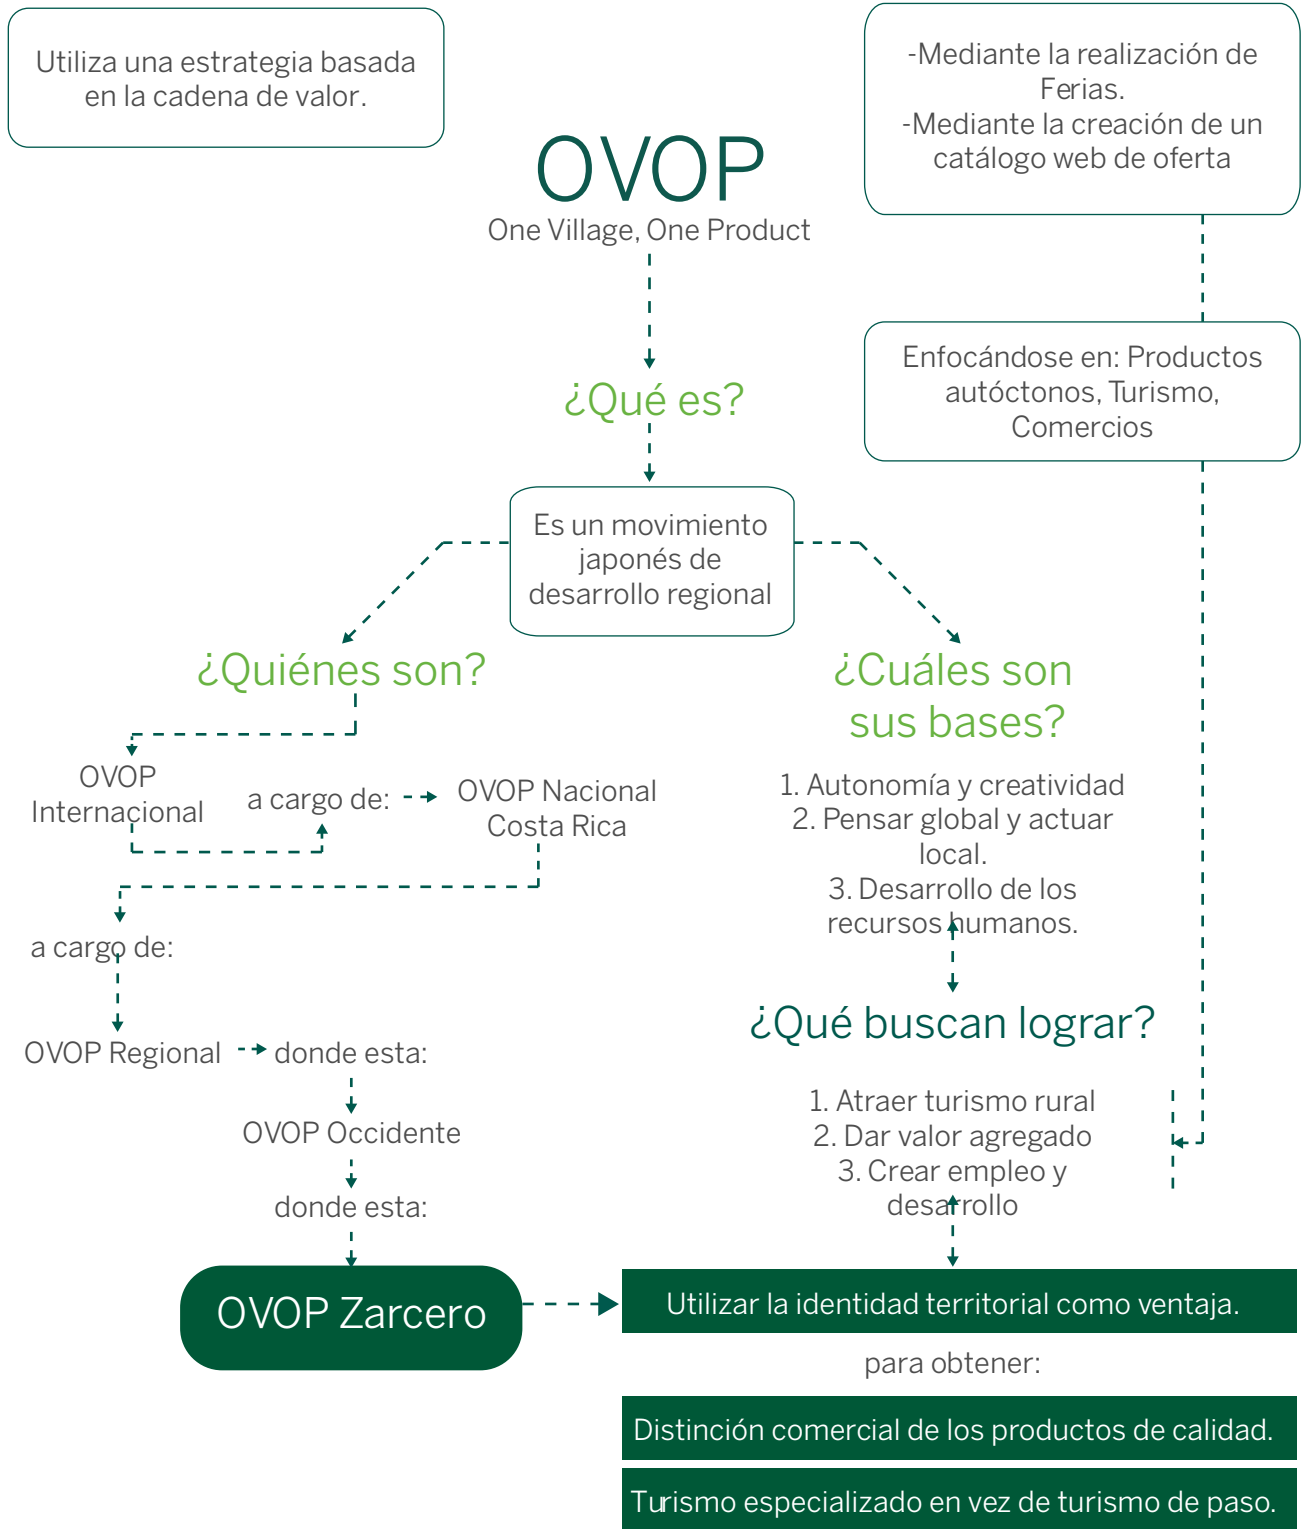 Utiliza una estrategia basada
en la cadena de valor.
-Mediante la realización de
Ferias.
-Mediante la creación de un
catálogo web de oferta
OVOP
One Village, One Product
Enfocándose en: Productos
autóctonos, Turismo,
Comercios
¿Qué es?
Es un movimiento
japonés de
desarrollo regional
¿Quiénes son?
OVOP
Internacional
a cargo de:
OVOP Nacional
Costa Rica
a cargo de:
OVOP Regional
donde esta:
OVOP Occidente
donde esta:
OVOP Zarcero
¿Cuáles son
sus bases?
1. Autonomía y creatividad
2. Pensar global y actuar
local.
3. Desarrollo de los
recursos humanos.
¿Qué buscan lograr?
1. Atraer turismo rural
2. Dar valor agregado
3. Crear empleo y
desarrollo
Utilizar la identidad territorial como ventaja.
para obtener:
Distinción comercial de los productos de calidad.
Turismo especializado en vez de turismo de paso.